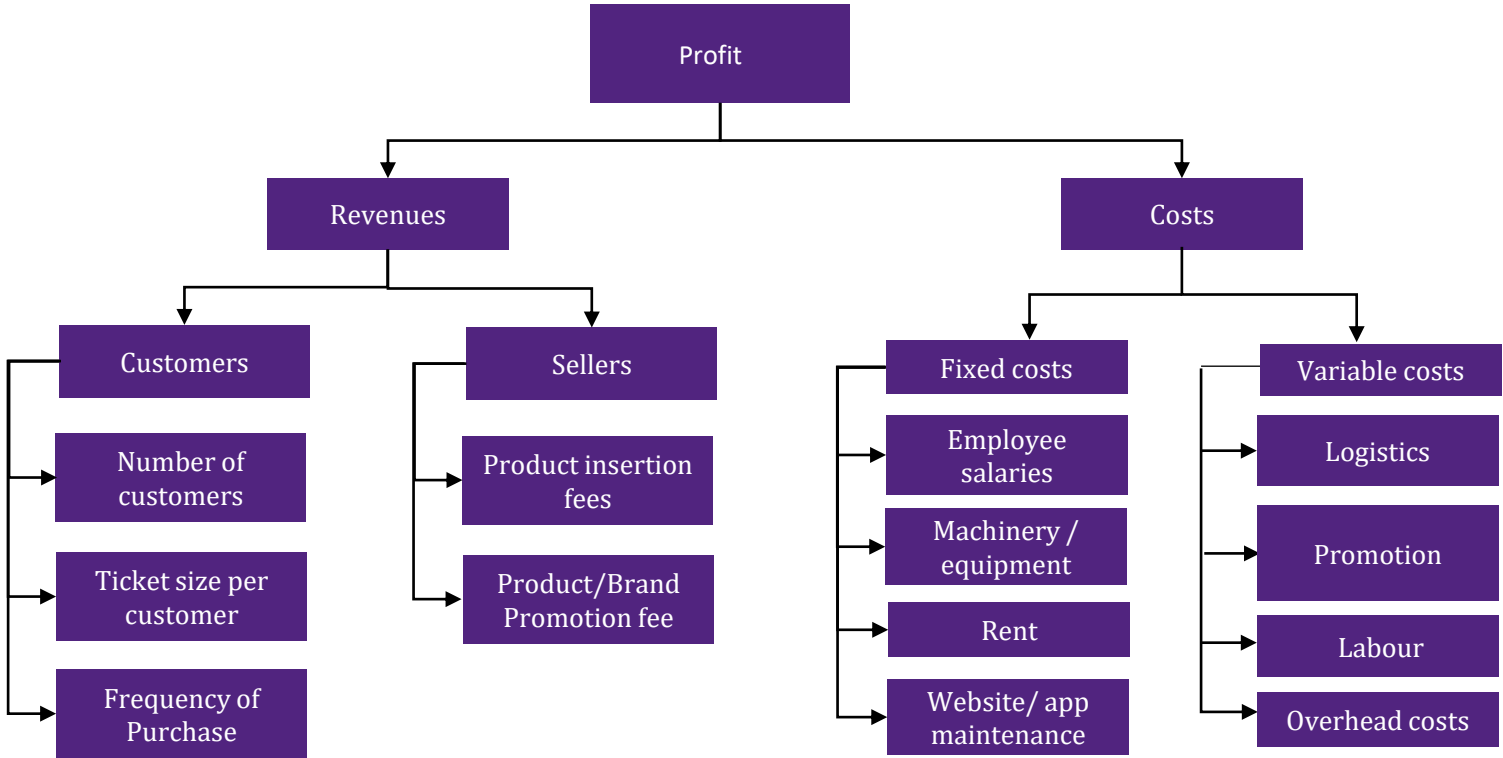 Profit
Revenues
Costs
Customers
Sellers
Fixed costs
Variable costs
Number of
customers
Ticket size per
customer
Frequency of
Purchase
Product insertion
fees
Product/Brand
Promotion fee
Employee
salaries
Machinery /
equipment
Rent
Website/ app
maintenance
Logistics
Promotion
Labour
Overhead costs